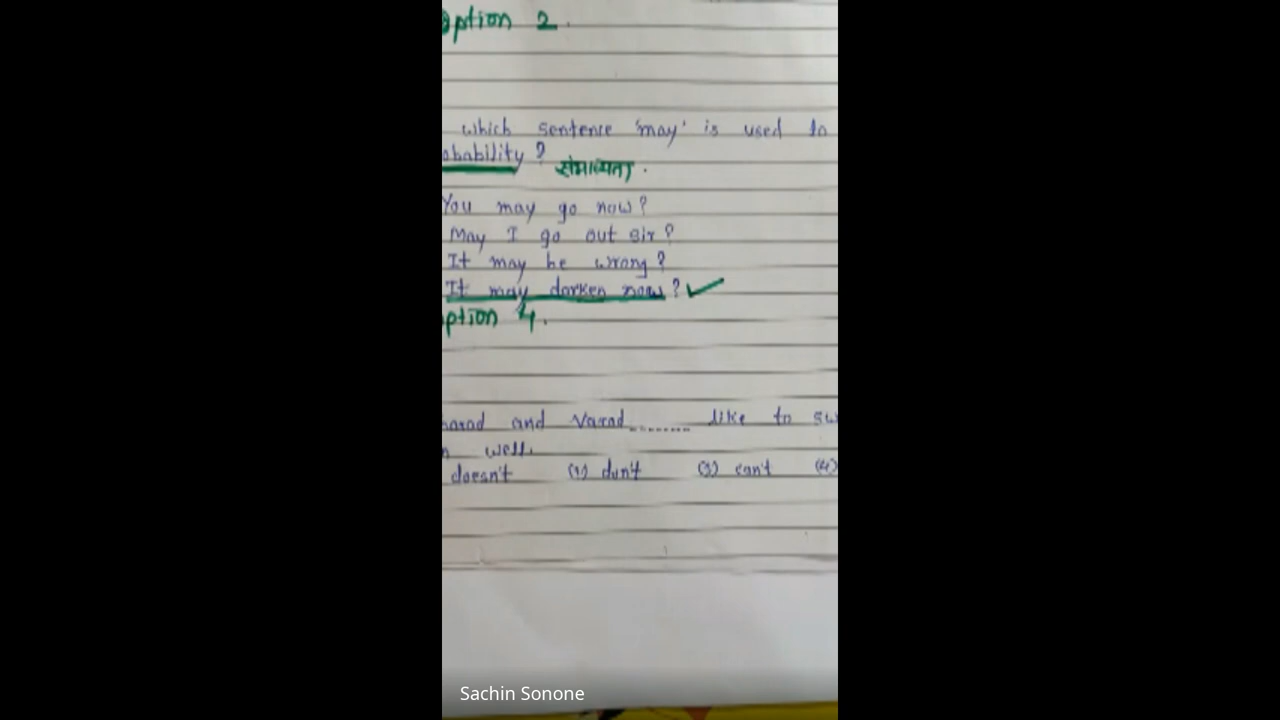 ption 2.
which sentence 'may' is used to
obability ? संभाव्यता.
You may go now?
May I go out sir?
It may be wrong?
It may darken now ? ✓
ption 4.
arad and Varad ........ like to sw
well.
doesn't (2) don't (3) can't (4)
Sachin Sonone